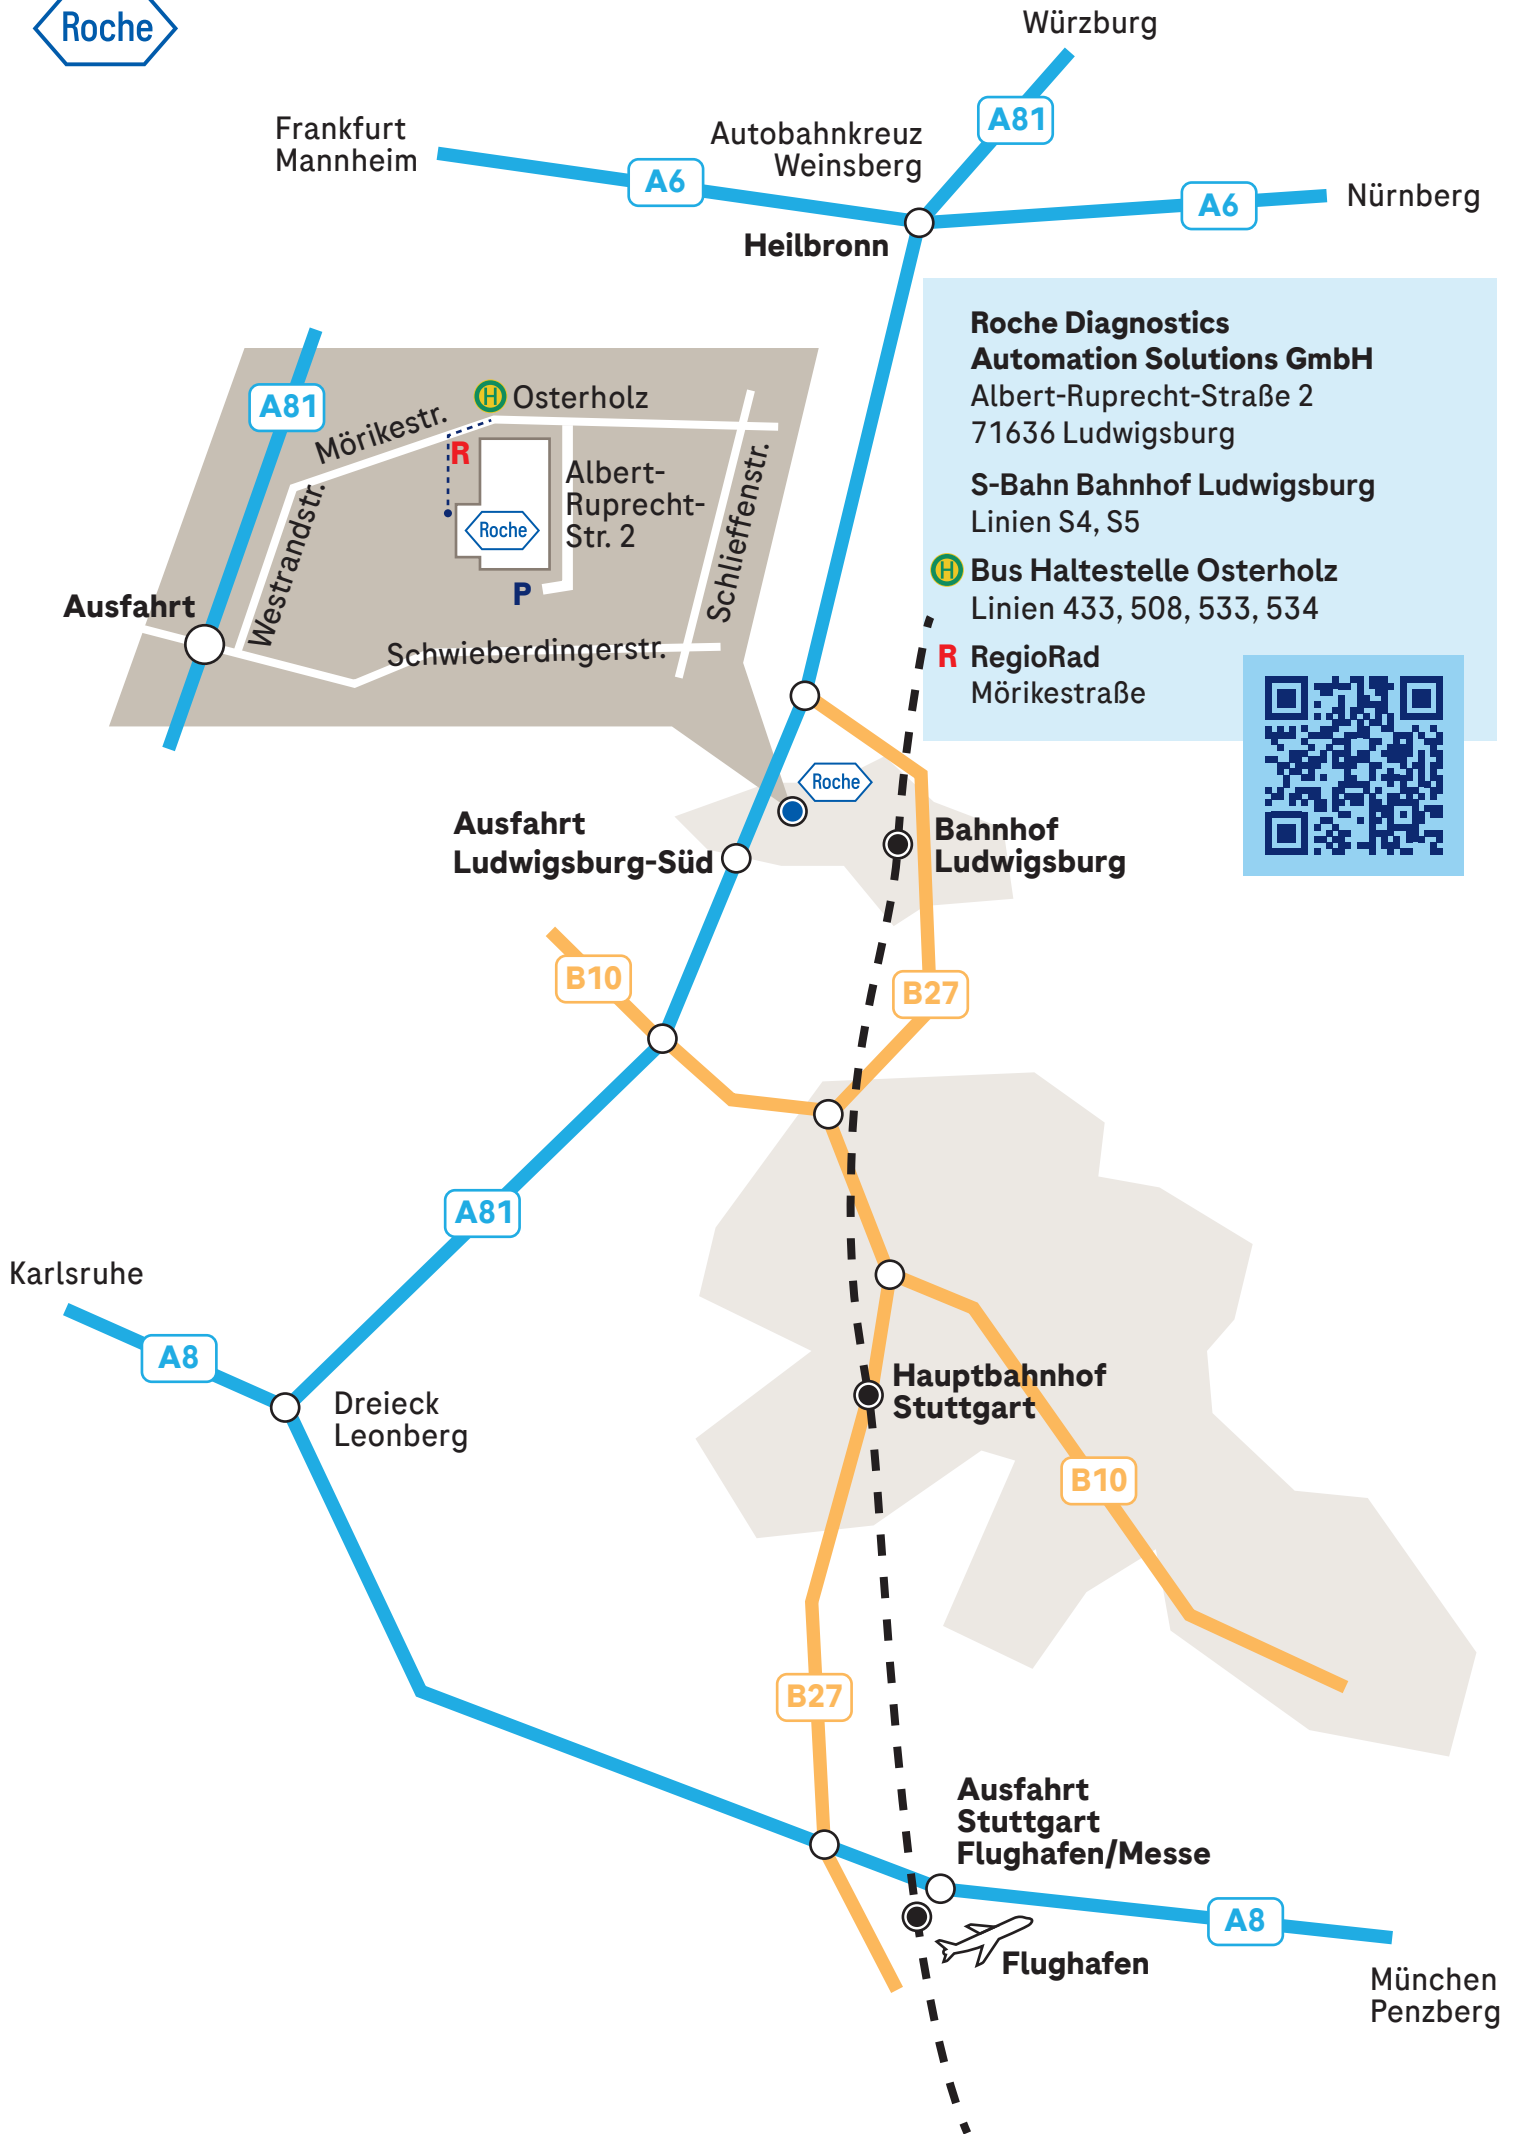 Roche
Würzburg
A81
Frankfurt
Mannheim
Autobahnkreuz
Weinsberg
A6
A6
Nürnberg
Heilbronn
Roche Diagnostics
Automation Solutions GmbH
Albert-Ruprecht-Straße 2
71636 Ludwigsburg
S-Bahn Bahnhof Ludwigsburg
Linien S4, S5
H Bus Haltestelle Osterholz
Linien 433, 508, 533, 534
R RegioRad
Mörikestraße
A81
H Osterholz
Mörikestr.
R
Albert-
Ruprecht-
Str. 2
Roche
Schlieffenstr.
Westrandstr.
P
Ausfahrt
Schwieberdingerstr.
Roche
Ausfahrt
Ludwigsburg-Süd
Bahnhof
Ludwigsburg
B10
B27
A81
Karlsruhe
A8
Dreieck
Leonberg
Hauptbahnhof
Stuttgart
B10
B27
Ausfahrt
Stuttgart
Flughafen/Messe
A8
Flughafen
München
Penzberg